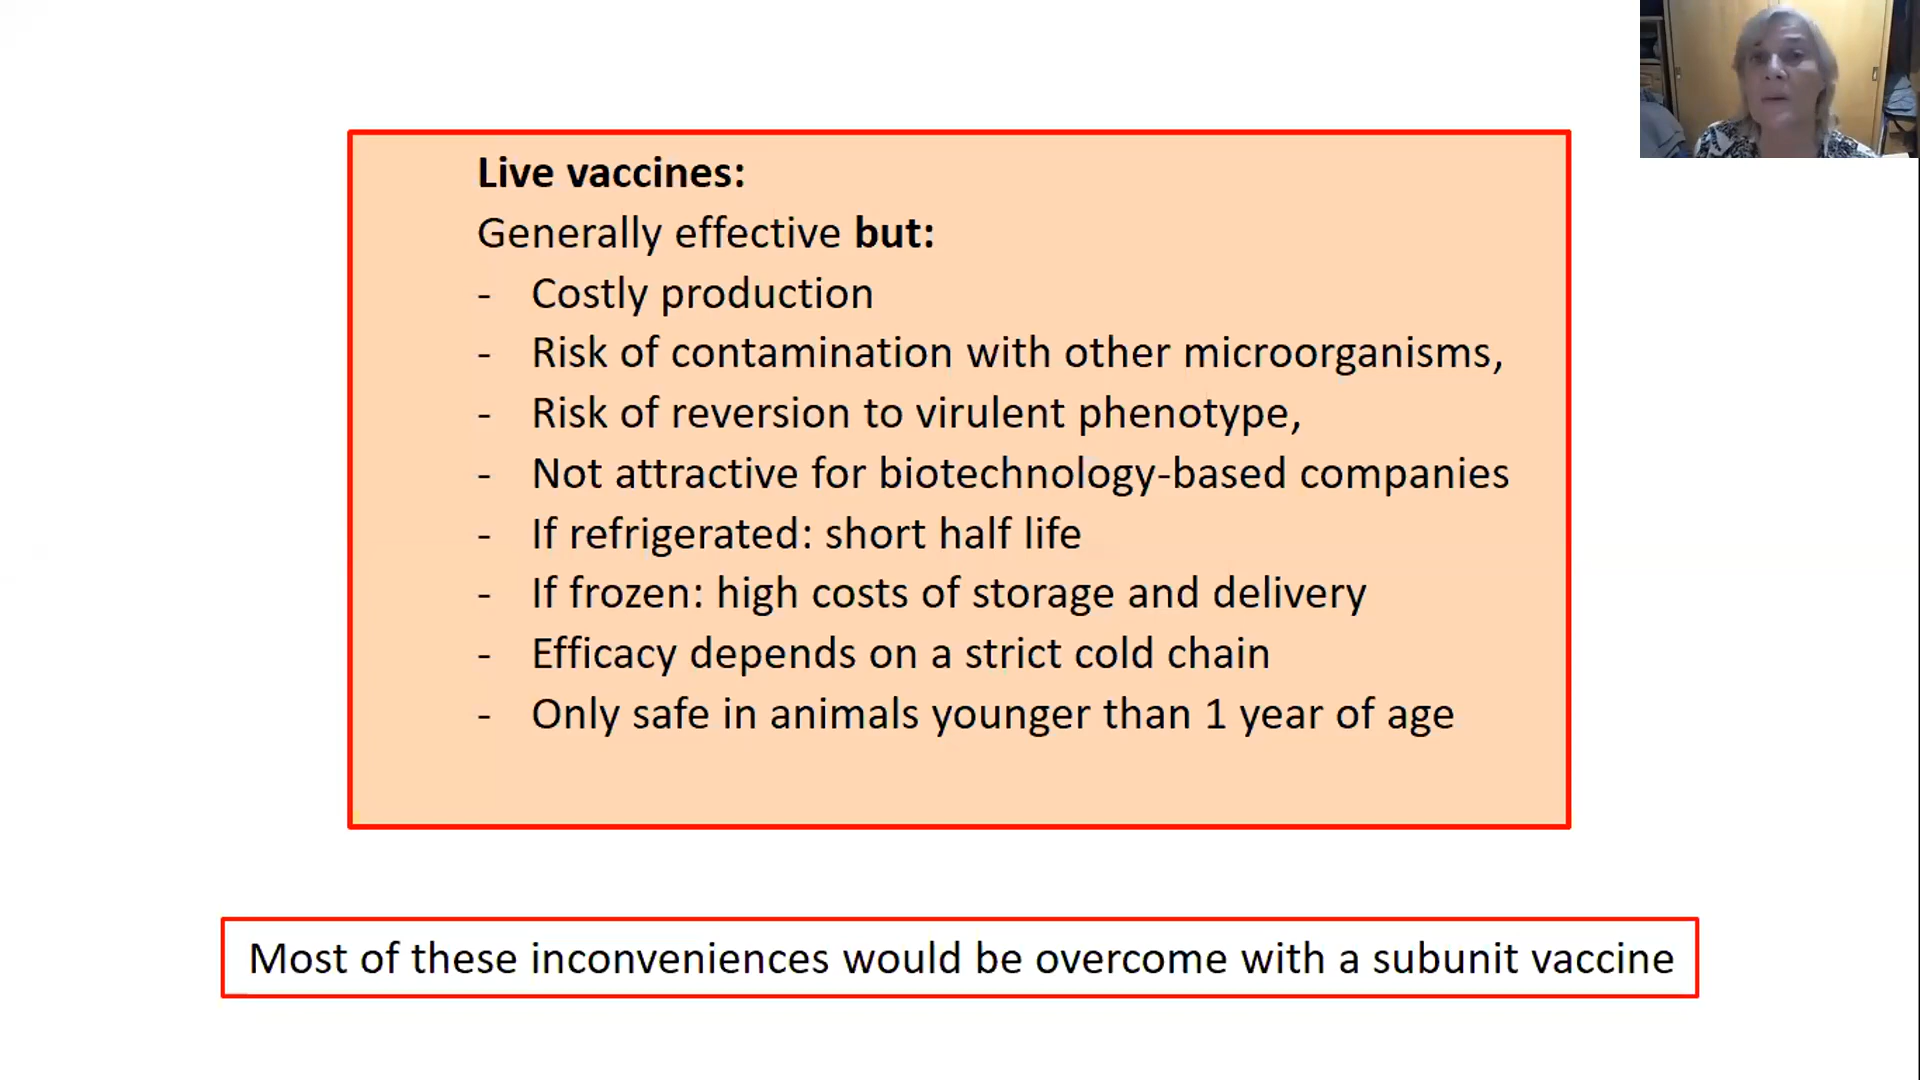 Live vaccines:
Generally effective but:
- Costly production
- Risk of contamination with other microorganisms,
- Risk of reversion to virulent phenotype,
- Not attractive for biotechnology-based companies
- If refrigerated: short half life
- If frozen: high costs of storage and delivery
- Efficacy depends on a strict cold chain
- Only safe in animals younger than 1 year of age
Most of these inconveniences would be overcome with a subunit vaccine